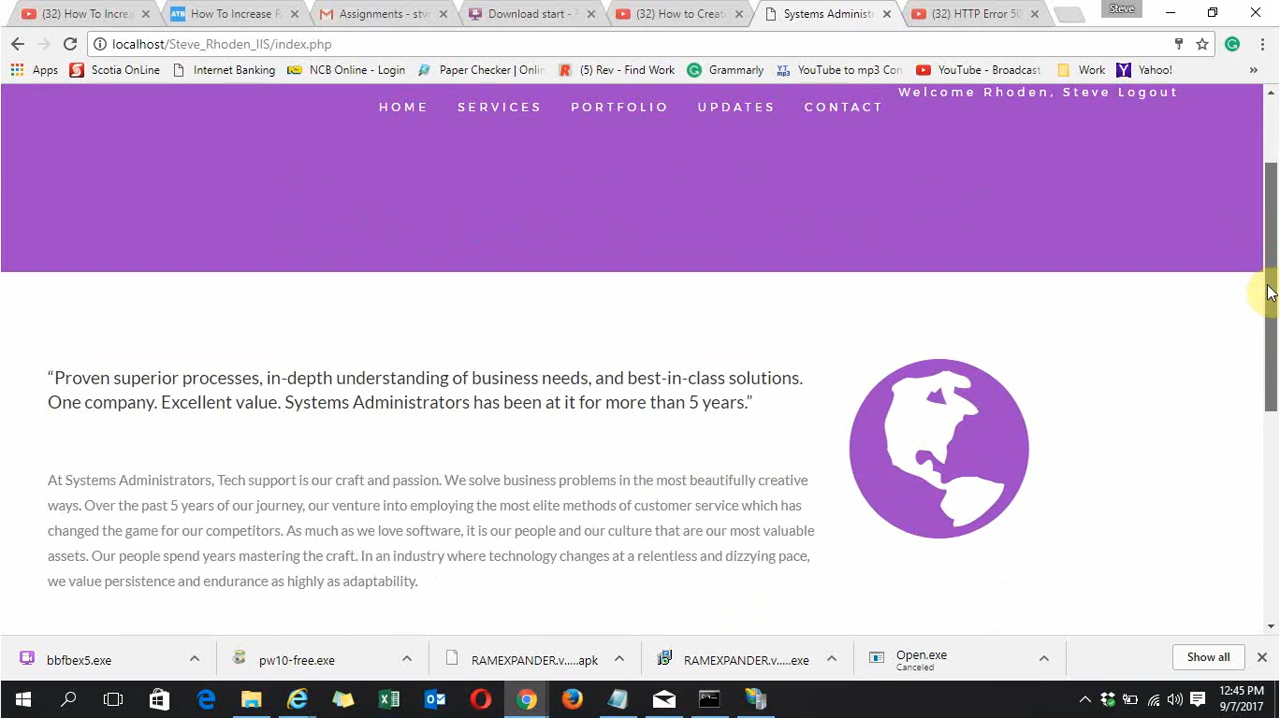 (32) How To Increa
How To Increase R
Assignments - stv
Download start -
(32) How to Create
Systems Administ
(32) HTTP Error 50
Steve
localhost/Steve_Rhoden_IIS/index.php
Apps
Scotia OnLine
Internet Banking
NCB Online - Login
Paper Checker | Onlin
(5) Rev - Find Work
Grammarly
YouTube to mp3 Con
YouTube - Broadcast
Work
Yahoo!
»
HOME SERVICES PORTFOLIO UPDATES CONTACT
Welcome Rhoden, Steve Logout
“Proven superior processes, in-depth understanding of business needs, and best-in-class solutions.
One company. Excellent value. Systems Administrators has been at it for more than 5 years.”
At Systems Administrators, Tech support is our craft and passion. We solve business problems in the most beautifully creative
ways. Over the past 5 years of our journey, our venture into employing the most elite methods of customer service which has
changed the game for our competitors. As much as we love software, it is our people and our culture that are our most valuable
assets. Our people spend years mastering the craft. In an industry where technology changes at a relentless and dizzying pace,
we value persistence and endurance as highly as adaptability.
bbfbex5.exe
pw10-free.exe
RAMEXPANDER.v.....apk
RAMEXPANDER.v.....exe
Open.exe
Canceled
Show all
12:45 PM
9/7/2017